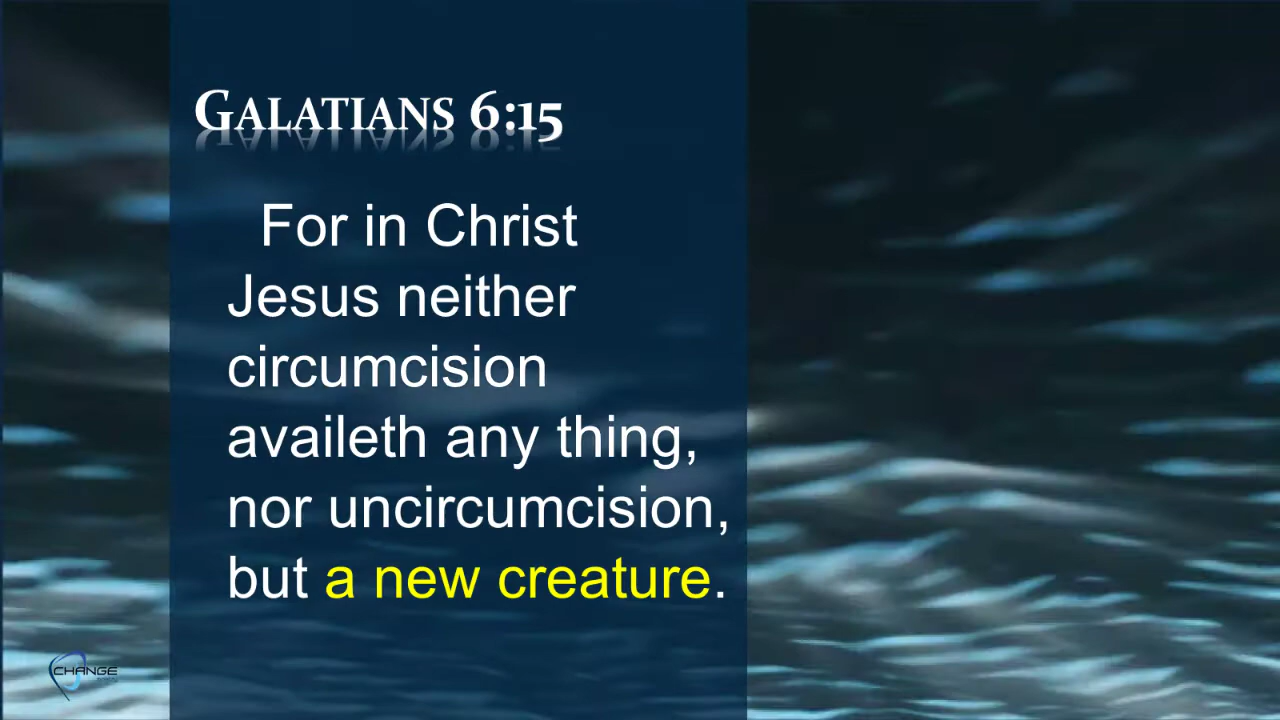 GALATIANS 6:15
For in Christ
Jesus neither
circumcision
availeth any thing,
nor uncircumcision,
but a new creature.
CHANGE